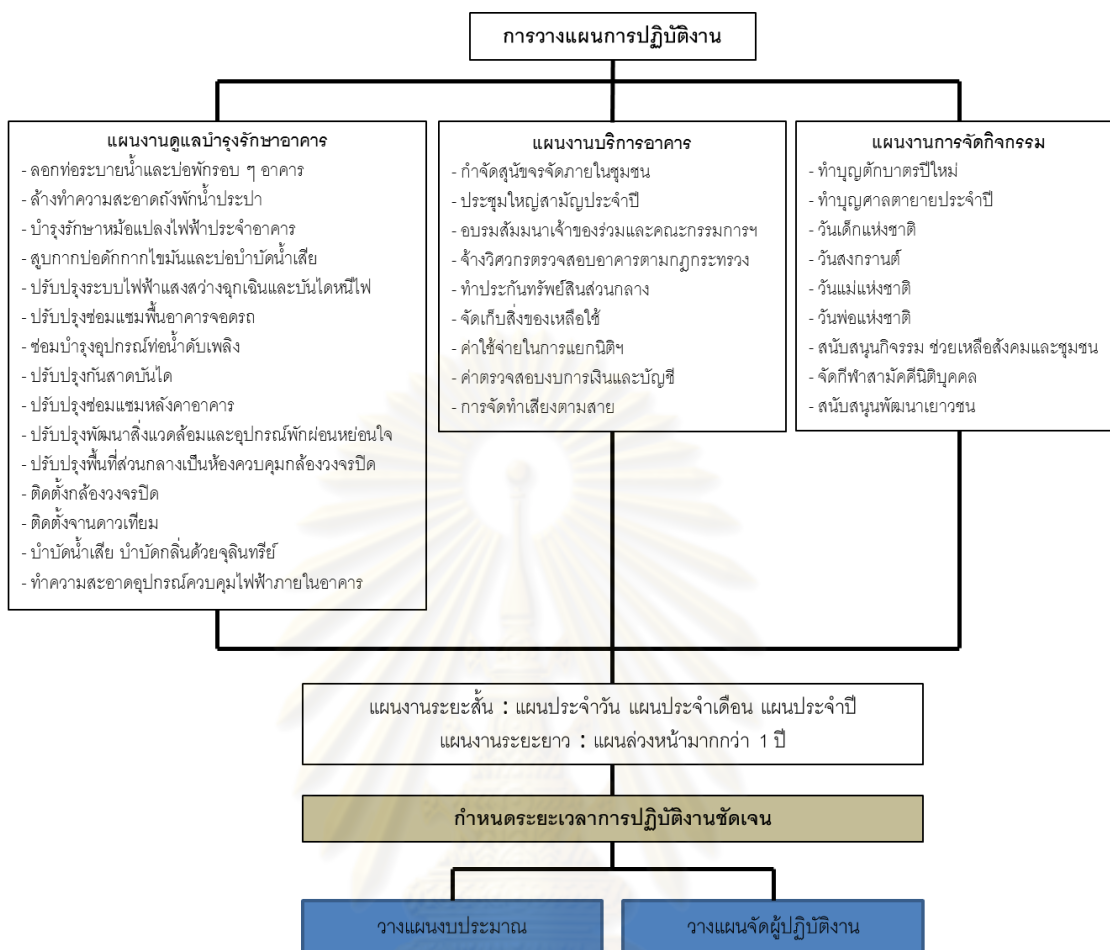 การวางแผนการปฏิบัติงาน
แผนงานดูแลบำรุงรักษาอาคาร
- ลอกท่อระบายน้ำและบ่อพักรอบ ๆ อาคาร
- ล้างทำความสะอาดถังพักน้ำประปา
- บำรุงรักษาหม้อแปลงไฟฟ้าประจำอาคาร
- สูบกากบ่อดักกากไขมันและบ่อบำบัดน้ำเสีย
- ปรับปรุงระบบไฟฟ้าแสงสว่างฉุกเฉินและบันไดหนีไฟ
- ปรับปรุงซ่อมแซมพื้นอาคารจอดรถ
- ซ่อมบำรุงอุปกรณ์ท่อน้ำดับเพลิง
- ปรับปรุงกันสาดบันได
- ปรับปรุงซ่อมแซมหลังคาอาคาร
- ปรับปรุงพัฒนาสิ่งแวดล้อมและอุปกรณ์พักผ่อนหย่อนใจ
- ปรับปรุงพื้นที่ส่วนกลางเป็นห้องควบคุมกล้องวงจรปิด
- ติดตั้งกล้องวงจรปิด
- ติดตั้งจานดาวเทียม
- บำบัดน้ำเสีย บำบัดกลิ่นด้วยจุลินทรีย์
- ทำความสะอาดอุปกรณ์ควบคุมไฟฟ้าภายในอาคาร
แผนงานบริการอาคาร
- กำจัดสุนัขจรจัดภายในชุมชน
- ประชุมใหญ่สามัญประจำปี
- อบรมสัมมนาเจ้าของร่วมและคณะกรรมการฯ
- จ้างวิศวกรตรวจสอบอาคารตามกฎกระทรวง
- ทำประกันทรัพย์สินส่วนกลาง
- จัดเก็บสิ่งของเหลือใช้
- ค่าใช้จ่ายในการแยกนิติฯ
- ค่าตรวจสอบงบการเงินและบัญชี
- การจัดทำเสียงตามสาย
แผนงานการจัดกิจกรรม
- ทำบุญตักบาตรปีใหม่
- ทำบุญศาลตายายประจำปี
- วันเด็กแห่งชาติ
- วันสงกรานต์
- วันแม่แห่งชาติ
- วันพ่อแห่งชาติ
- สนับสนุนกิจกรรม ช่วยเหลือสังคมและชุมชน
- จัดกีฬาสามัคคีนิติบุคคล
- สนับสนุนพัฒนาเยาวชน
แผนงานระยะสั้น : แผนประจำวัน แผนประจำเดือน แผนประจำปี
แผนงานระยะยาว : แผนล่วงหน้ามากกว่า 1 ปี
กำหนดระยะเวลาการปฏิบัติงานชัดเจน
วางแผนงบประมาณ
วางแผนจัดผู้ปฏิบัติงาน